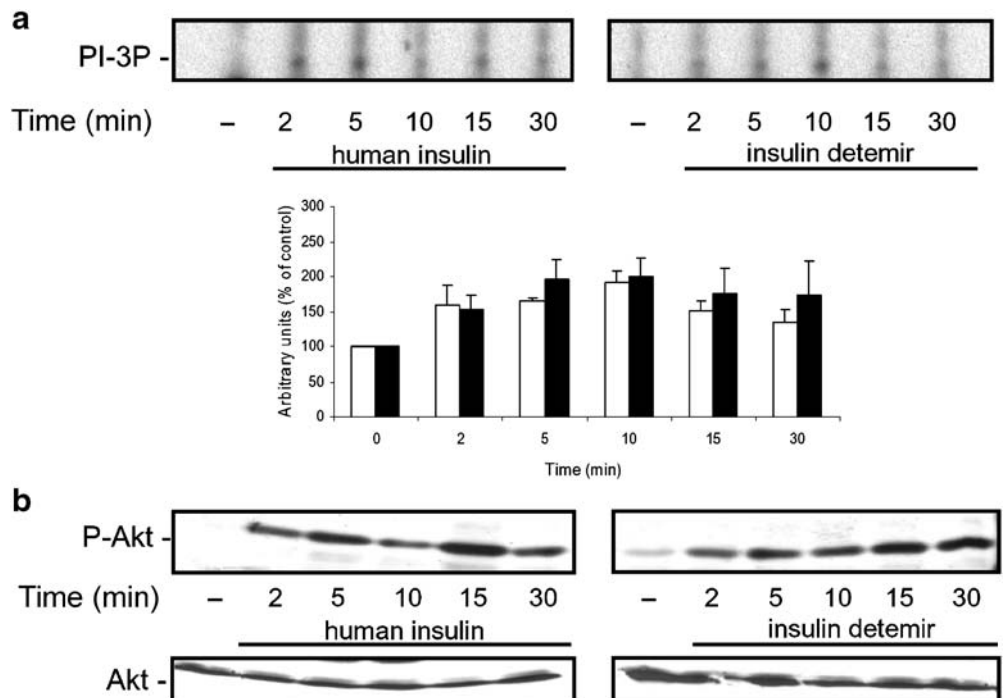 a
PI-3P -
Time (min) – 2 5 10 15 30 – 2 5 10 15 30
human insulin insulin detemir
Arbitrary units (% of control)
300
250
200
150
100
50
0
0 2 5 10 15 30
Time (min)
b
P-Akt -
Time (min) – 2 5 10 15 30 – 2 5 10 15 30
human insulin insulin detemir
Akt -